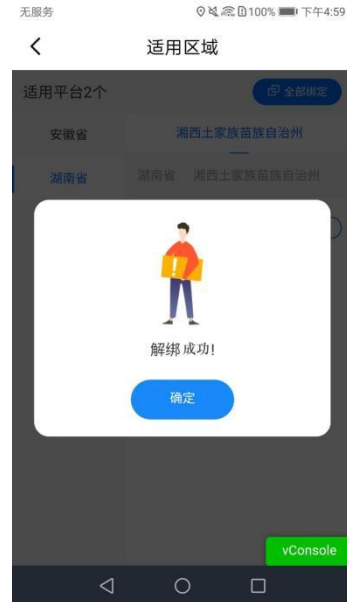 无服务 100% 下午4:59
适用区域
适用平台2个 全部绑定
安徽省 湘西土家族苗族自治州
湖南省 湖南省 湘西土家族苗族自治州
解绑成功!
确定
vConsole